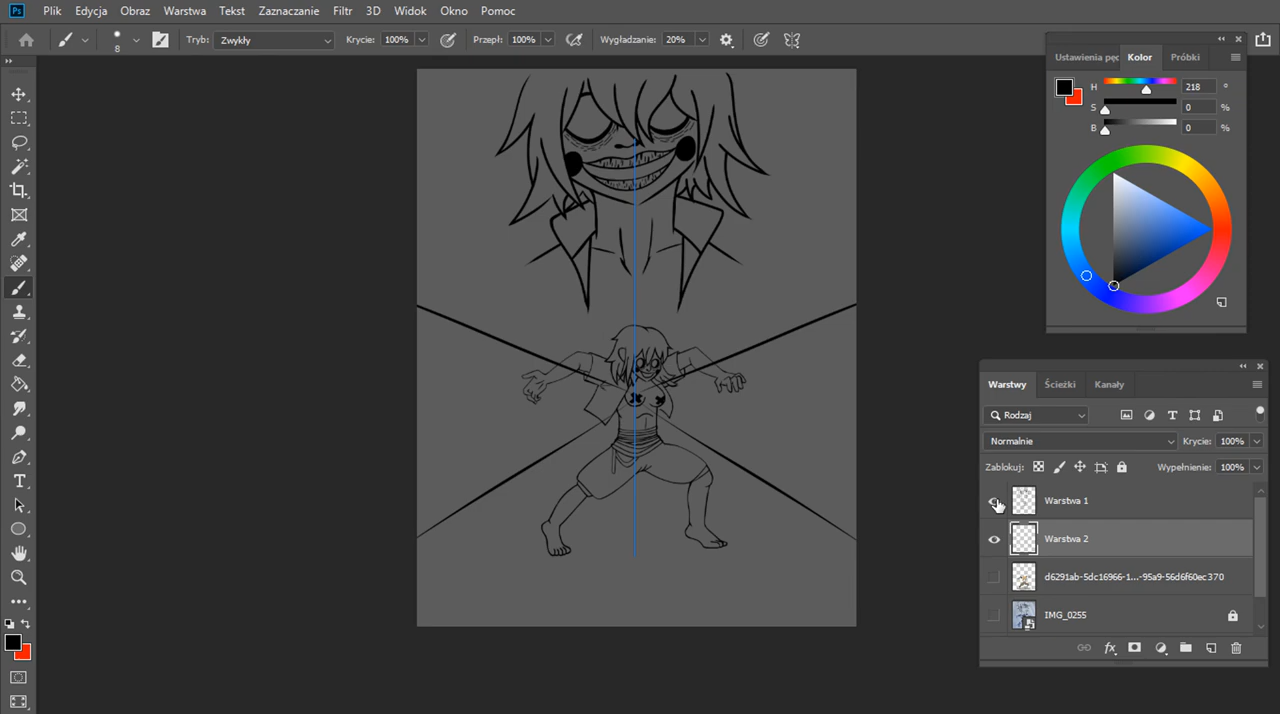 Ps Plik Edycja Obraz Warstwa Tekst Zaznaczanie Filtr 3D Widok Okno Pomoc
8 Tryb: Zwykły Krycie: 100% Przepł: 100% Wygładzanie: 20%
Ustawienia pęc Kolor Próbki
H 218 °
S 0 %
B 0 %
Warstwy Ścieżki Kanały
Rodzaj
Normalnie Krycie: 100%
Zablokuj: Wypełnienie: 100%
Warstwa 1
Warstwa 2
d6291ab-5dc16966-1...-95a9-56d6f60ec370
IMG_0255